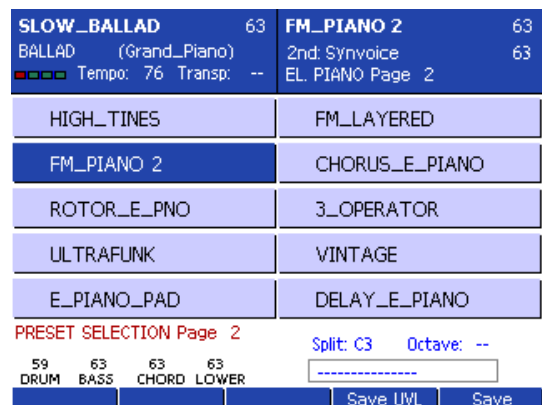 SLOW_BALLAD 63 FM_PIANO 2 63
BALLAD (Grand_Piano) 2nd: Synvoice 63
Tempo: 76 Transp: -- EL. PIANO Page 2
HIGH_TINES FM_LAYERED
FM_PIANO 2 CHORUS_E_PIANO
ROTOR_E_PNO 3_OPERATOR
ULTRAFUNK VINTAGE
E_PIANO_PAD DELAY_E_PIANO
PRESET SELECTION Page 2
Split: C3 Octave: --
59 63 63 63
DRUM BASS CHORD LOWER
---------------
Save UVL Save